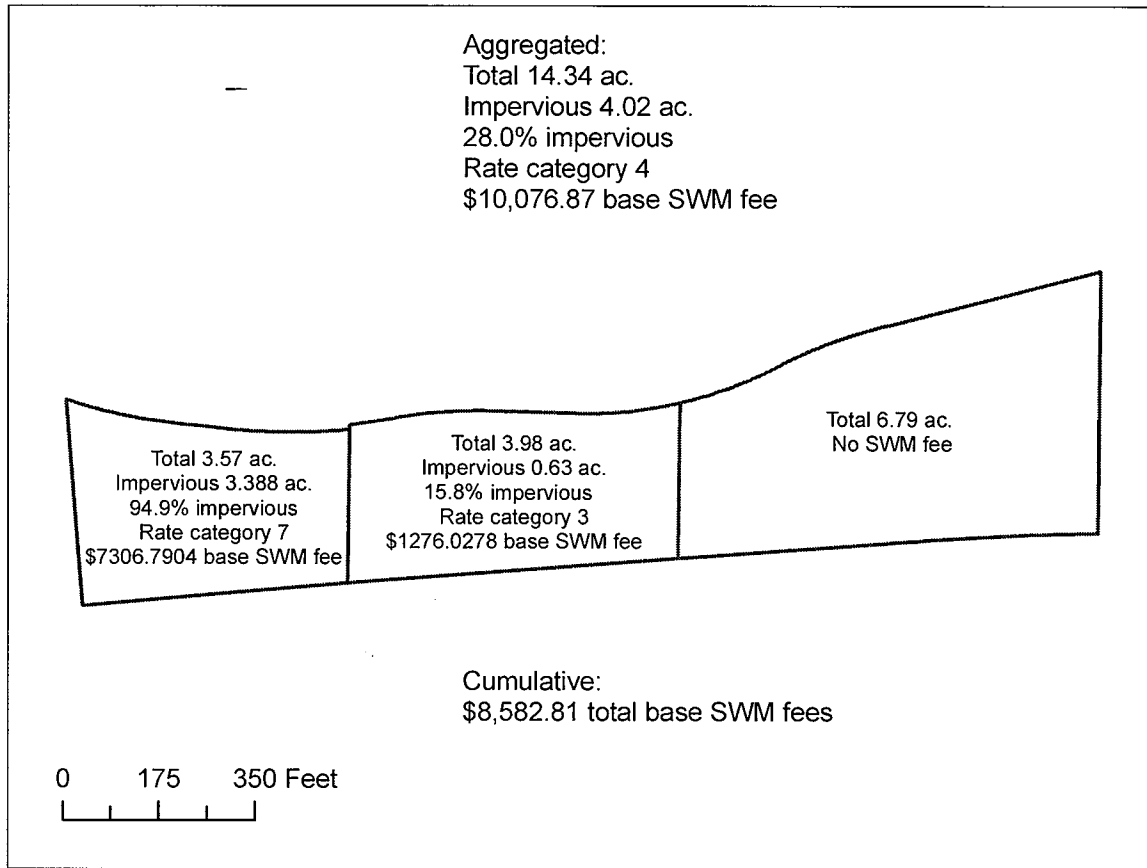 Aggregated:
Total 14.34 ac.
Impervious 4.02 ac.
28.0% impervious
Rate category 4
$10,076.87 base SWM fee
Total 3.57 ac.
Impervious 3.388 ac.
94.9% impervious
Rate category 7
$7306.7904 base SWM fee
Total 3.98 ac.
Impervious 0.63 ac.
15.8% impervious
Rate category 3
$1276.0278 base SWM fee
Total 6.79 ac.
No SWM fee
Cumulative:
$8,582.81 total base SWM fees
0 175 350 Feet